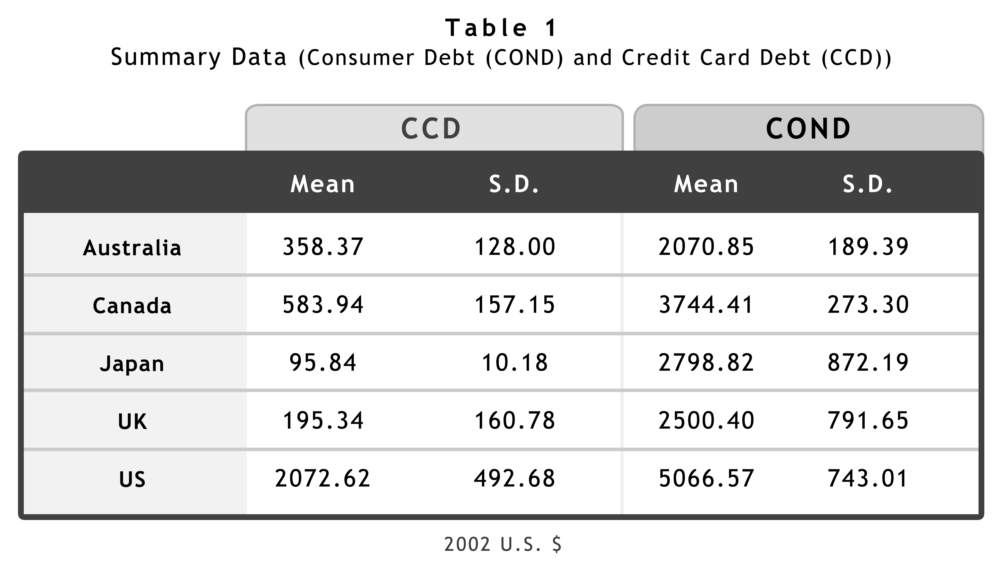 Table 1
Summary Data (Consumer Debt (COND) and Credit Card Debt (CCD))
CCD COND
Mean S.D. Mean S.D.
Australia 358.37 128.00 2070.85 189.39
Canada 583.94 157.15 3744.41 273.30
Japan 95.84 10.18 2798.82 872.19
UK 195.34 160.78 2500.40 791.65
US 2072.62 492.68 5066.57 743.01
2002 U.S. $